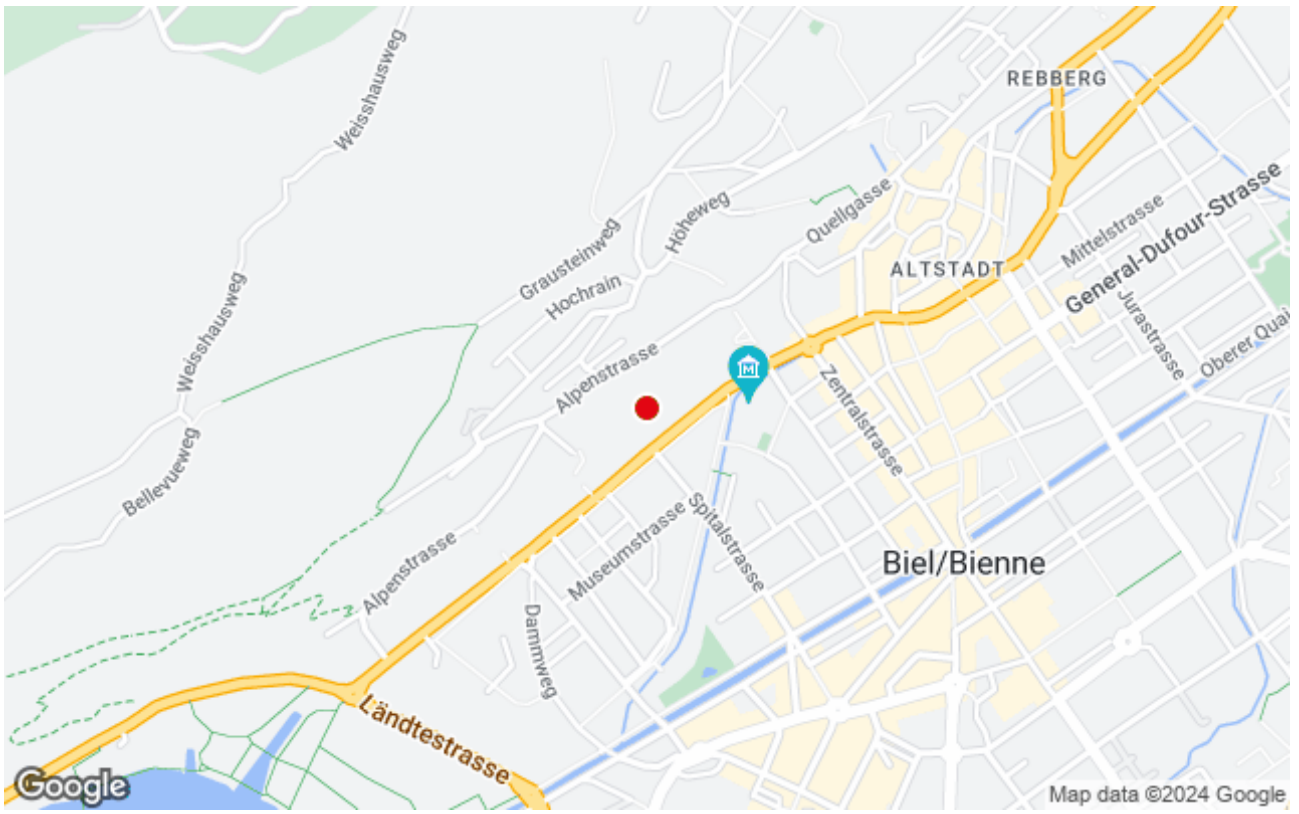 REBBERG
Weisshausweg
Höheweg
Quellgasse
Mittelstrasse
General-Dufour-Strasse
Grausteinweg
Hochrain
ALTSTADT
Jurastrasse
Oberer Quai
Weisshausweg
Alpenstrasse
M
Zentralstrasse
Bellevueweg
Spitalstrasse
Museumstrasse
Alpenstrasse
Biel/Bienne
Dammweg
Ländtestrasse
Google
Map data ©2024 Google